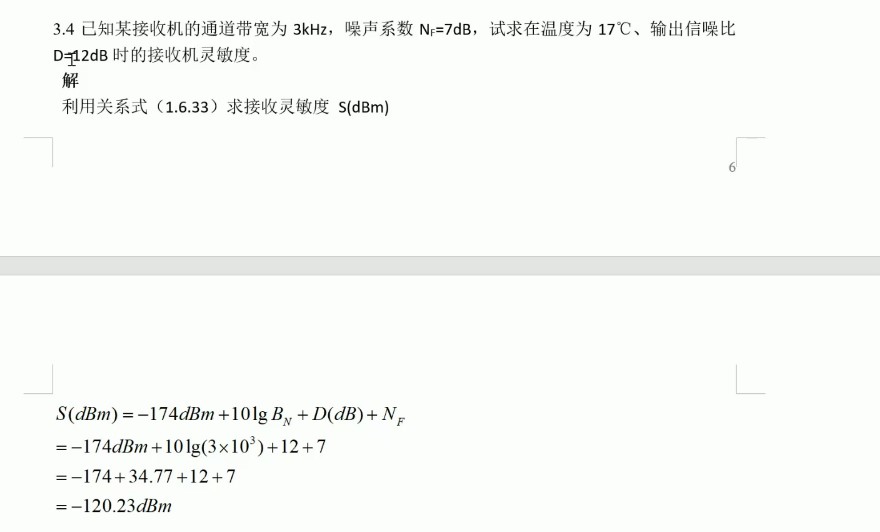 3.4 已知某接收机的通道带宽为 3kHz，噪声系数 NF=7dB，试求在温度为 17℃、输出信噪比
D=12dB 时的接收机灵敏度。
解
利用关系式（1.6.33）求接收灵敏度 S(dBm)
6
S(dBm) = −174dBm +10lg B_N + D(dB) + N_F
= −174dBm +10lg(3×10³)+12+7
= −174+34.77+12+7
= −120.23dBm